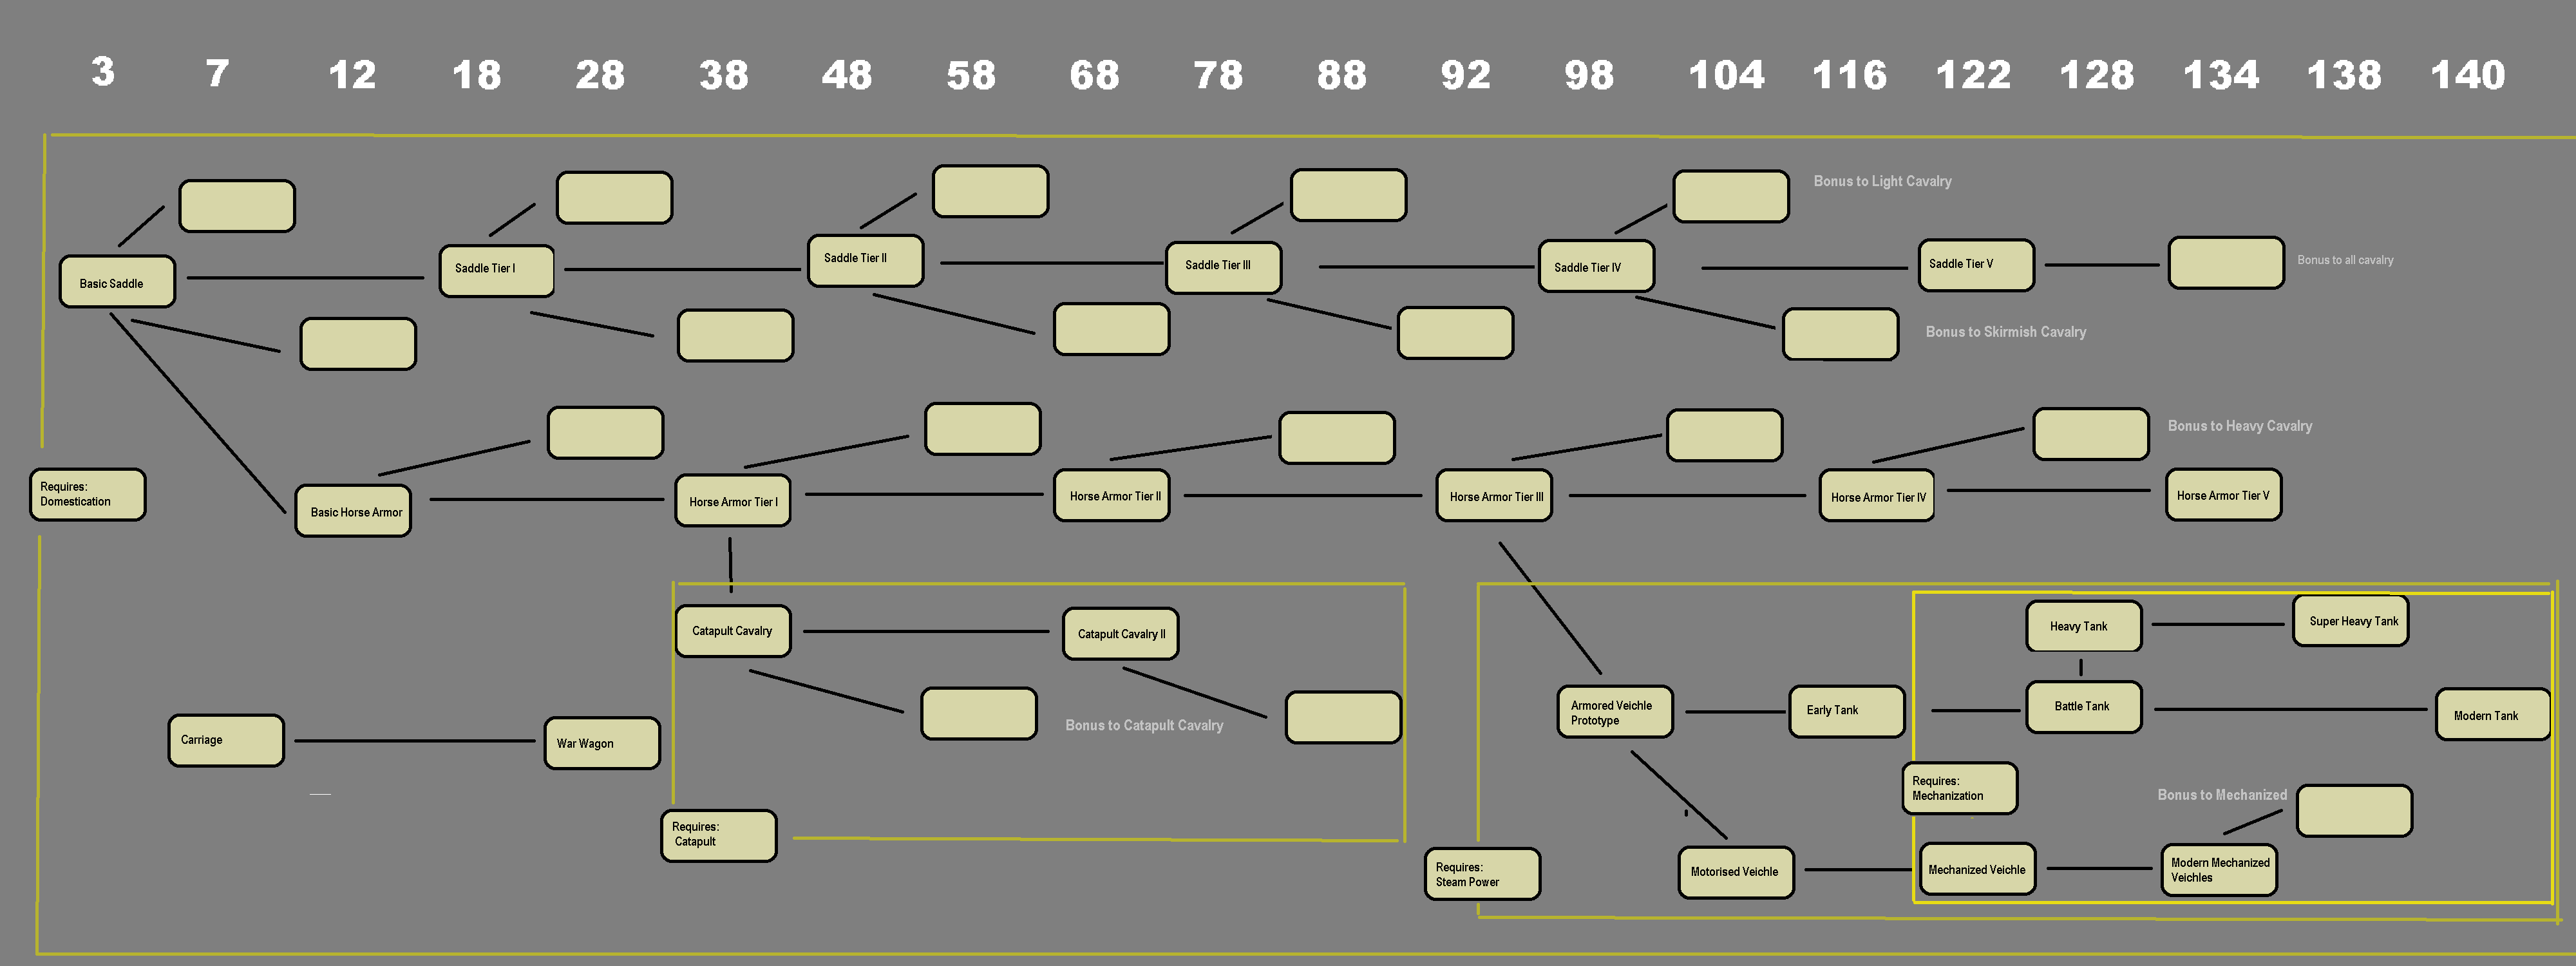 3 7 12 18 28 38 48 58 68 78 88 92 98 104 116 122 128 134 138 140
Bonus to Light Cavalry
Basic Saddle
Saddle Tier I
Saddle Tier II
Saddle Tier III
Saddle Tier IV
Saddle Tier V
Bonus to all cavalry
Bonus to Skirmish Cavalry
Bonus to Heavy Cavalry
Requires:
Domestication
Basic Horse Armor
Horse Armor Tier I
Horse Armor Tier II
Horse Armor Tier III
Horse Armor Tier IV
Horse Armor Tier V
Catapult Cavalry
Catapult Cavalry II
Heavy Tank
Super Heavy Tank
Carriage
War Wagon
Bonus to Catapult Cavalry
Armored Veichle
Prototype
Early Tank
Battle Tank
Modern Tank
Requires:
Mechanization
Bonus to Mechanized
Requires:
Catapult
Requires:
Steam Power
Motorised Veichle
Mechanized Veichle
Modern Mechanized
Veichles